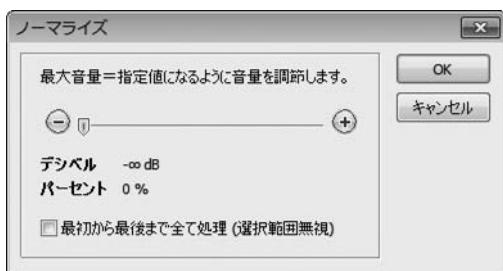 ノーマライズ
最大音量＝指定値になるように音量を調節します。
デシベル -∞ dB
パーセント 0 %
最初から最後まで全て処理 (選択範囲無視)
OK
キャンセル